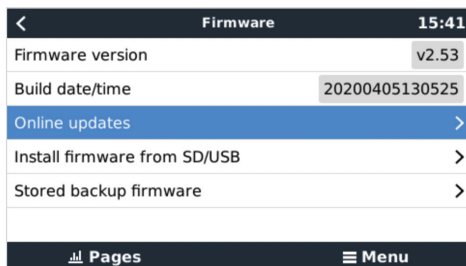 Firmware 15:41
Firmware version v2.53
Build date/time 20200405130525
Online updates
Install firmware from SD/USB
Stored backup firmware
Pages Menu